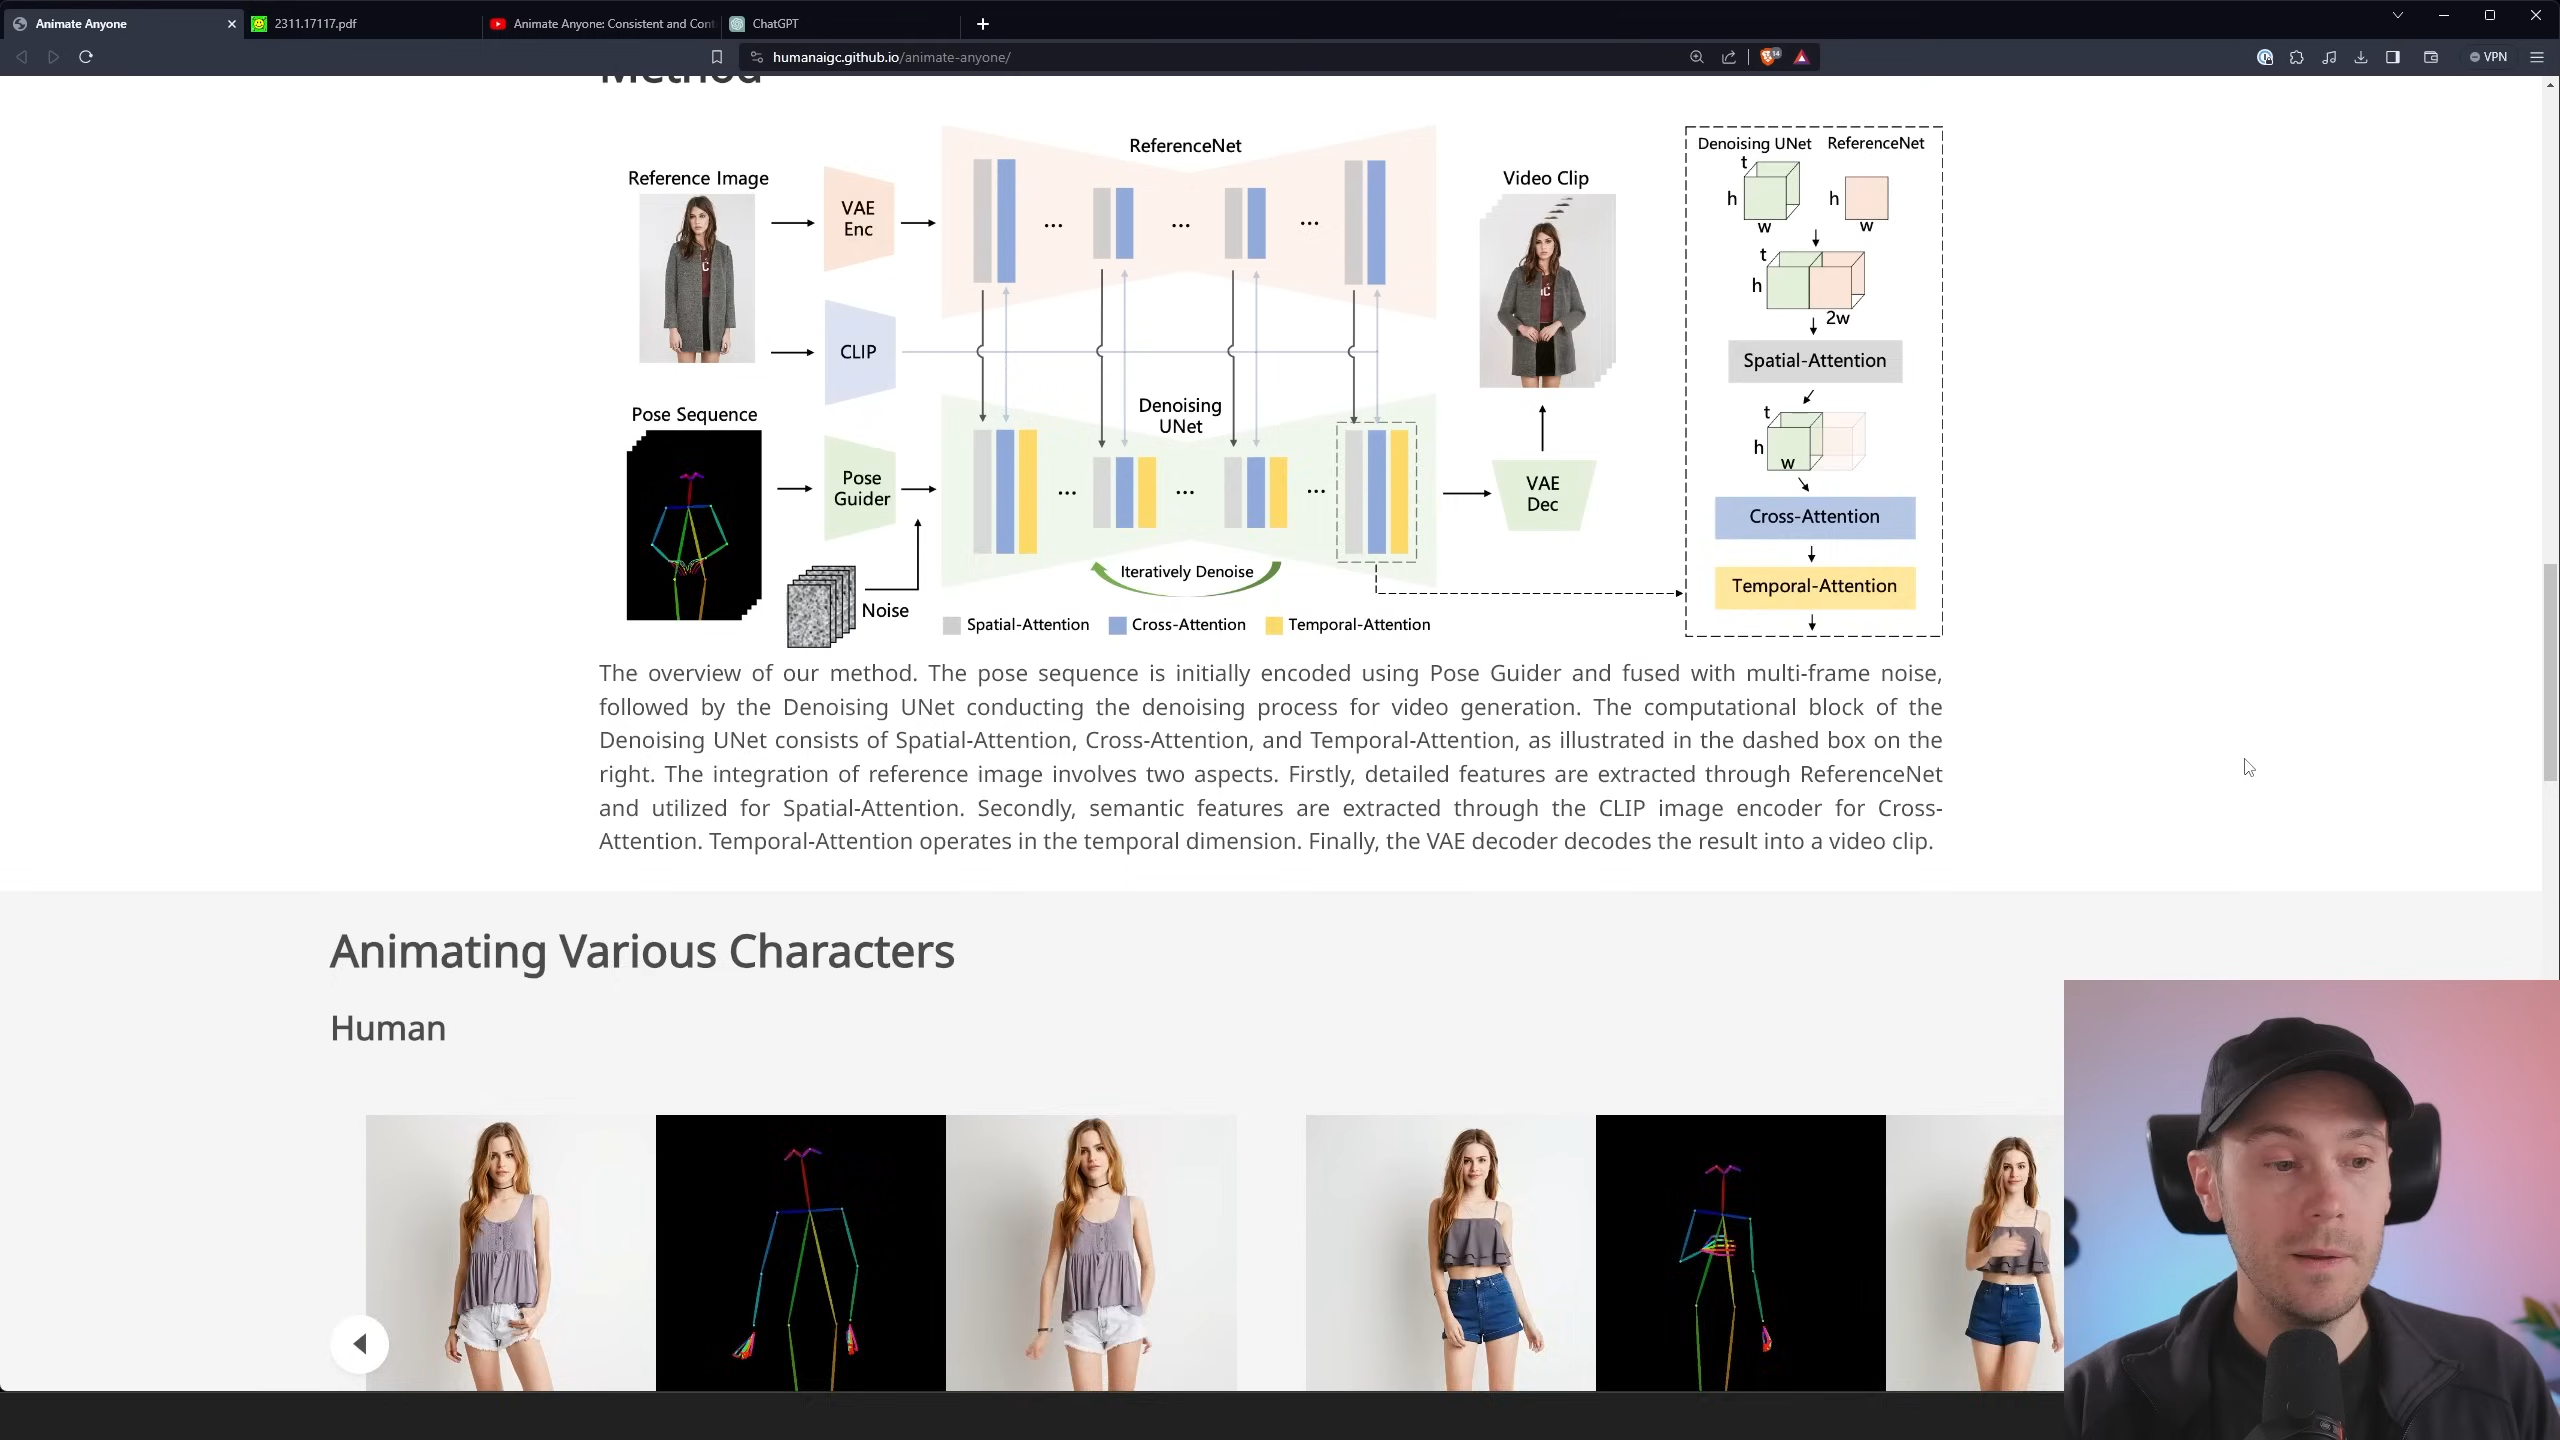 Animate Anyone
2311.17117.pdf
Animate Anyone: Consistent and Cont
ChatGPT
humanaigc.github.io/animate-anyone/
14
VPN
Method
Reference Image
VAE
Enc
ReferenceNet
Video Clip
CLIP
Pose Sequence
Pose
Guider
Denoising
UNet
VAE
Dec
Iteratively Denoise
Noise
Spatial-Attention
Cross-Attention
Temporal-Attention
Denoising UNet
ReferenceNet
t
h
h
w
w
t
h
2w
Spatial-Attention
t
h
w
Cross-Attention
Temporal-Attention
The overview of our method. The pose sequence is initially encoded using Pose Guider and fused with multi-frame noise,
followed by the Denoising UNet conducting the denoising process for video generation. The computational block of the
Denoising UNet consists of Spatial-Attention, Cross-Attention, and Temporal-Attention, as illustrated in the dashed box on the
right. The integration of reference image involves two aspects. Firstly, detailed features are extracted through ReferenceNet
and utilized for Spatial-Attention. Secondly, semantic features are extracted through the CLIP image encoder for Cross-
Attention. Temporal-Attention operates in the temporal dimension. Finally, the VAE decoder decodes the result into a video clip.
Animating Various Characters
Human